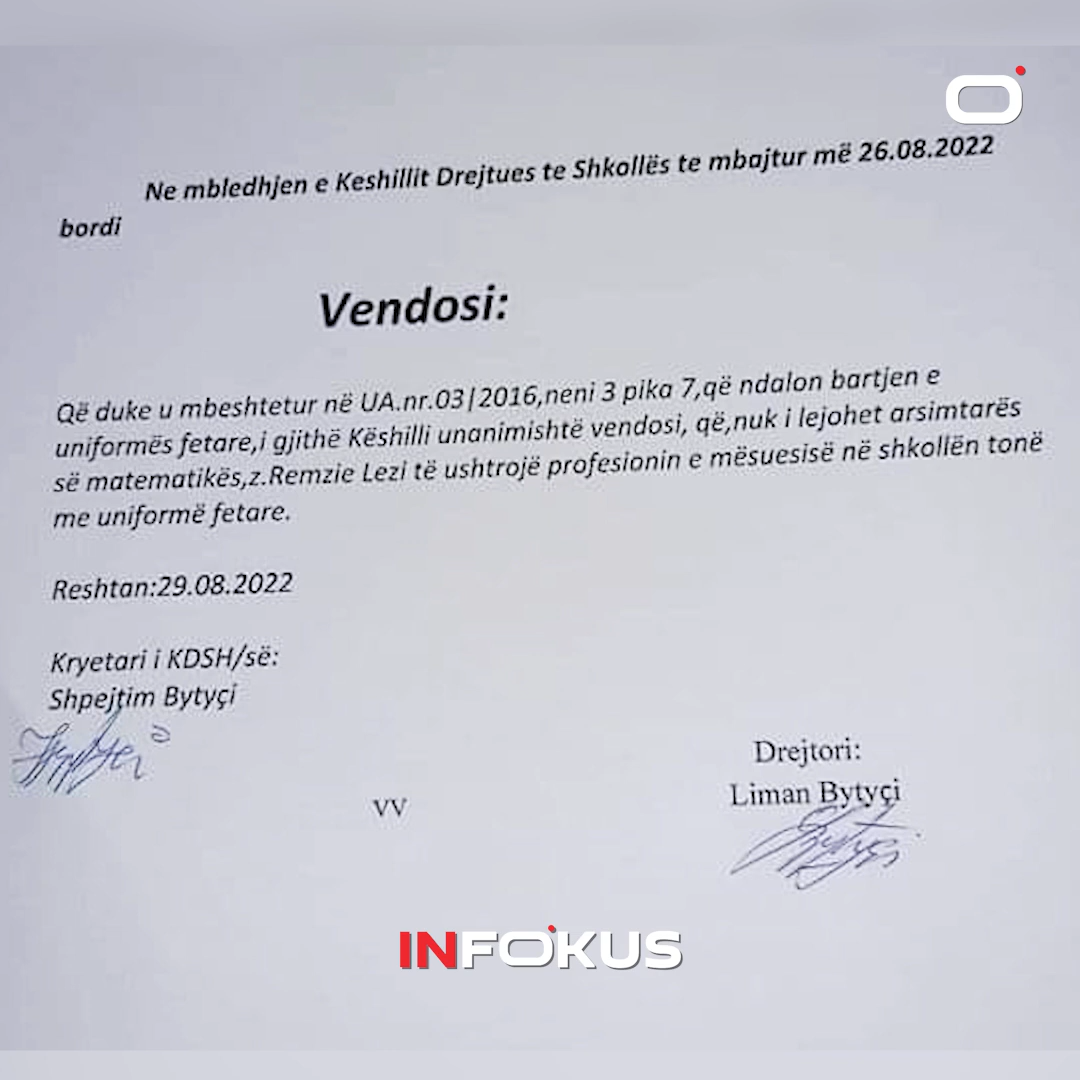 Ne mbledhjen e Keshillit Drejtues te Shkollës te mbajtur më 26.08.2022
bordi
Vendosi:
Që duke u mbeshtetur në UA.nr.03|2016,neni 3 pika 7,që ndalon bartjen e
uniformës fetare,i gjithë Këshilli unanimishtë vendosi, që,nuk i lejohet arsimtarës
së matematikës,z.Remzie Lezi të ushtrojë profesionin e mësuesisë në shkollën tonë
me uniformë fetare.
Reshtan:29.08.2022
Kryetari i KDSH/së:
Shpejtim Bytyçi
Drejtori:
Liman Bytyçi
VV
INFOKUS